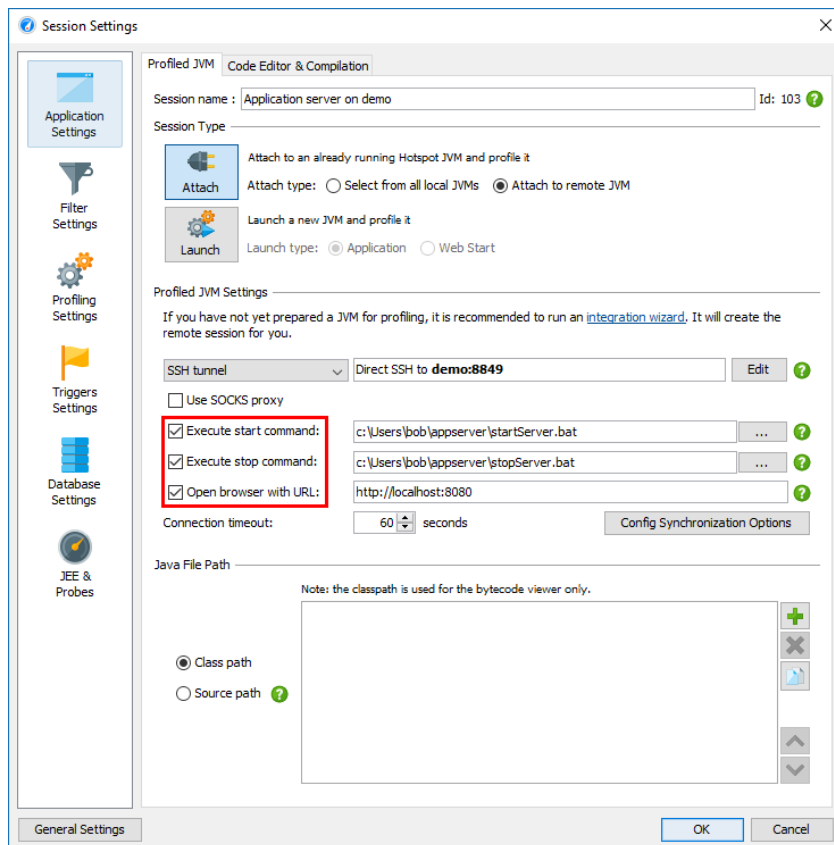 Session Settings
Application
Settings
Filter
Settings
Profiling
Settings
Triggers
Settings
Database
Settings
JEE &
Probes
Profiled JVM
Code Editor & Compilation
Session name :
Application server on demo
Id: 103
Session Type
Attach
Attach to an already running Hotspot JVM and profile it
Attach type:
Select from all local JVMs
Attach to remote JVM
Launch
Launch a new JVM and profile it
Launch type:
Application
Web Start
Profiled JVM Settings
If you have not yet prepared a JVM for profiling, it is recommended to run an integration wizard. It will create the
remote session for you.
SSH tunnel
Direct SSH to demo:8849
Edit
Use SOCKS proxy
Execute start command:
c:\Users\bob\appserver\startServer.bat
...
Execute stop command:
c:\Users\bob\appserver\stopServer.bat
...
Open browser with URL:
http://localhost:8080
Connection timeout:
60
seconds
Config Synchronization Options
Java File Path
Note: the classpath is used for the bytecode viewer only.
Class path
Source path
General Settings
OK
Cancel